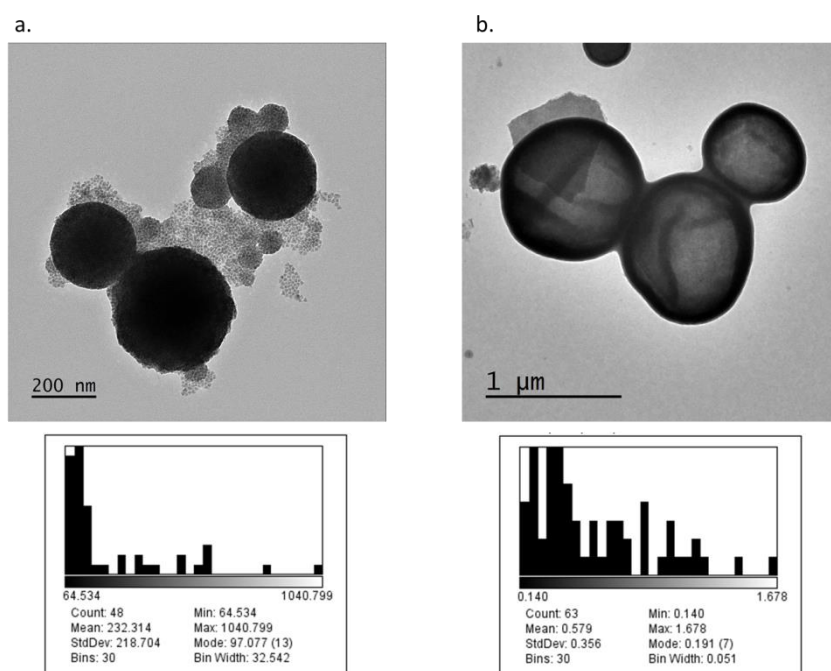 a.
b.
200 nm
1 µm
64.534 1040.799
Count: 48 Min: 64.534
Mean: 232.314 Max: 1040.799
StdDev: 218.704 Mode: 97.077 (13)
Bins: 30 Bin Width: 32.542
0.140 1.678
Count: 63 Min: 0.140
Mean: 0.579 Max: 1.678
StdDev: 0.356 Mode: 0.191 (7)
Bins: 30 Bin Width: 0.051